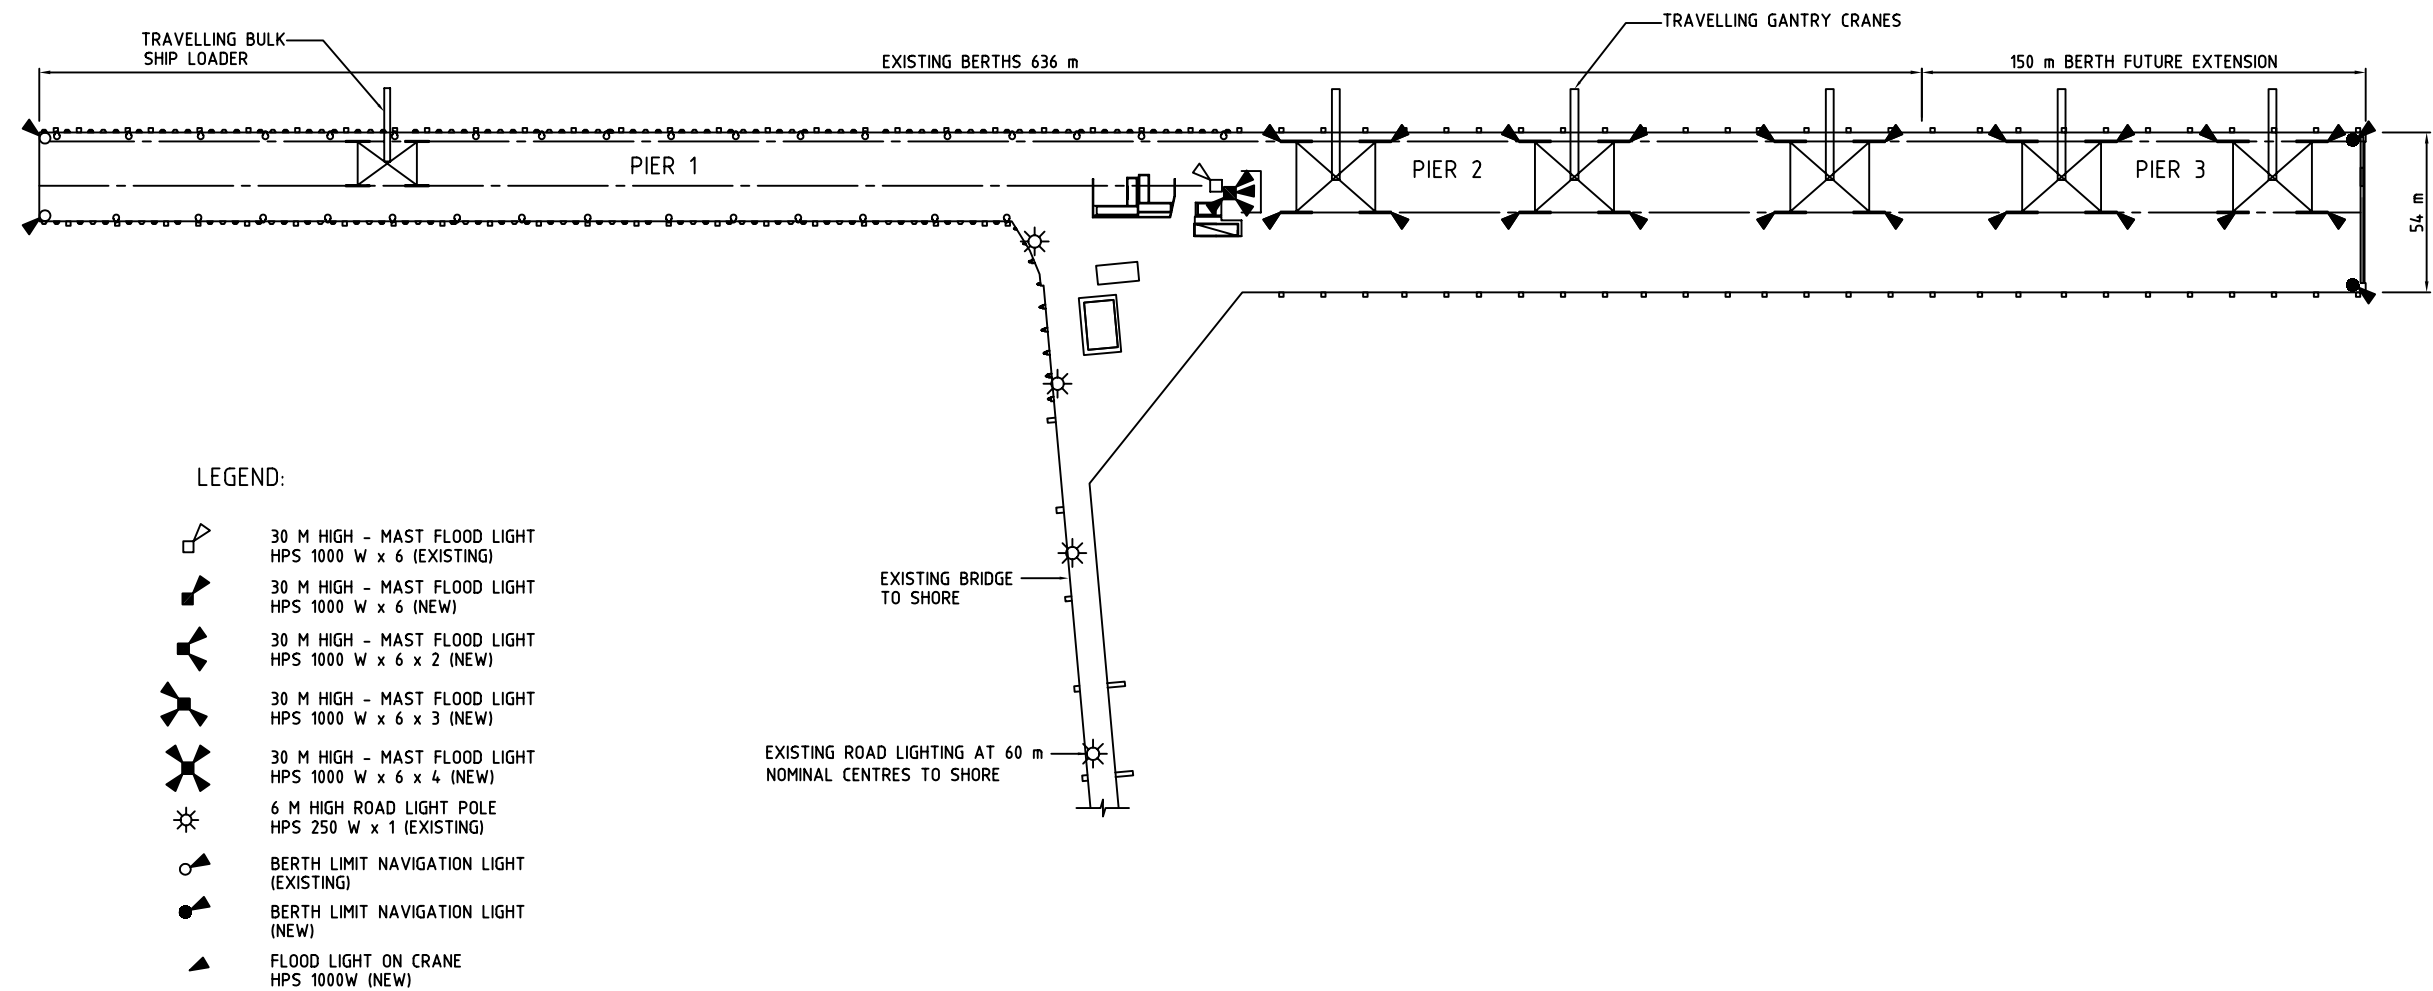 TRAVELLING GANTRY CRANES
TRAVELLING BULK
SHIP LOADER
EXISTING BERTHS 636 m
150 m BERTH FUTURE EXTENSION
PIER 1
PIER 2
PIER 3
54 m
LEGEND:
30 M HIGH - MAST FLOOD LIGHT
HPS 1000 W x 6 (EXISTING)
30 M HIGH - MAST FLOOD LIGHT
HPS 1000 W x 6 (NEW)
30 M HIGH - MAST FLOOD LIGHT
HPS 1000 W x 6 x 2 (NEW)
30 M HIGH - MAST FLOOD LIGHT
HPS 1000 W x 6 x 3 (NEW)
30 M HIGH - MAST FLOOD LIGHT
HPS 1000 W x 6 x 4 (NEW)
6 M HIGH ROAD LIGHT POLE
HPS 250 W x 1 (EXISTING)
BERTH LIMIT NAVIGATION LIGHT
(EXISTING)
BERTH LIMIT NAVIGATION LIGHT
(NEW)
FLOOD LIGHT ON CRANE
HPS 1000W (NEW)
EXISTING BRIDGE
TO SHORE
EXISTING ROAD LIGHTING AT 60 m
NOMINAL CENTRES TO SHORE